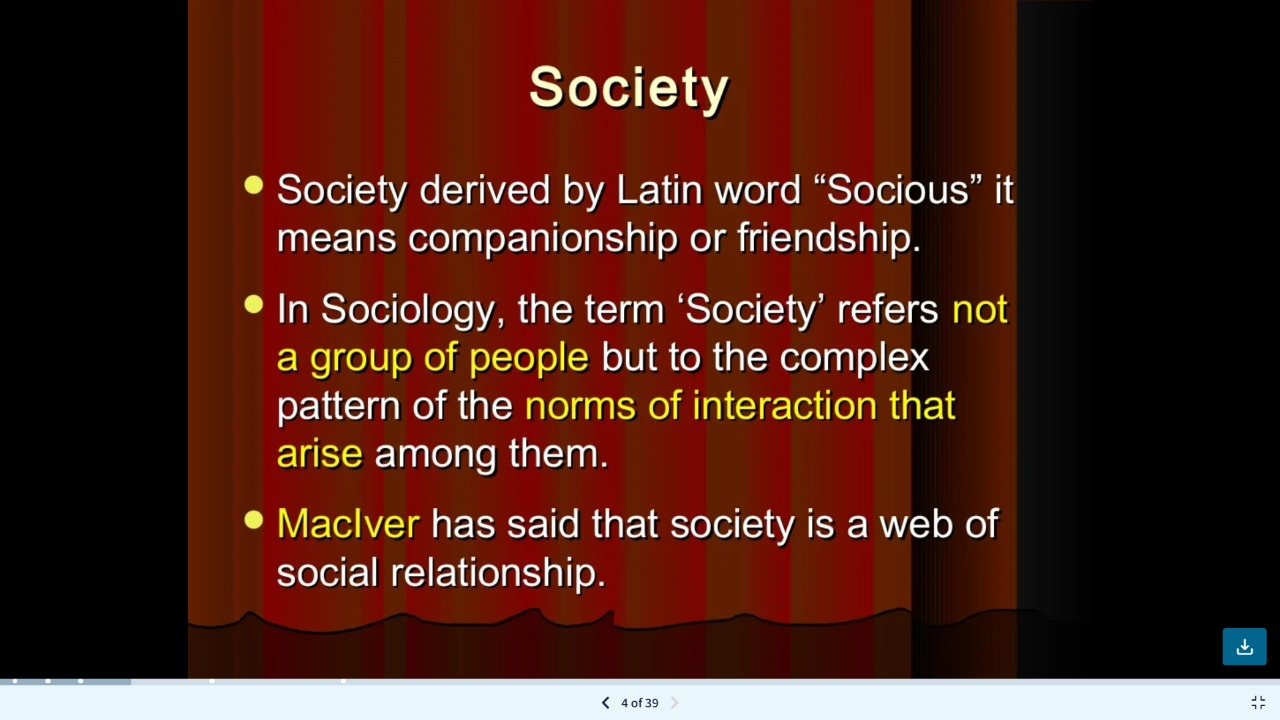 Society
Society derived by Latin word “Socious” it
means companionship or friendship.
In Sociology, the term ‘Society’ refers not
a group of people but to the complex
pattern of the norms of interaction that
arise among them.
MacIver has said that society is a web of
social relationship.
4 of 39